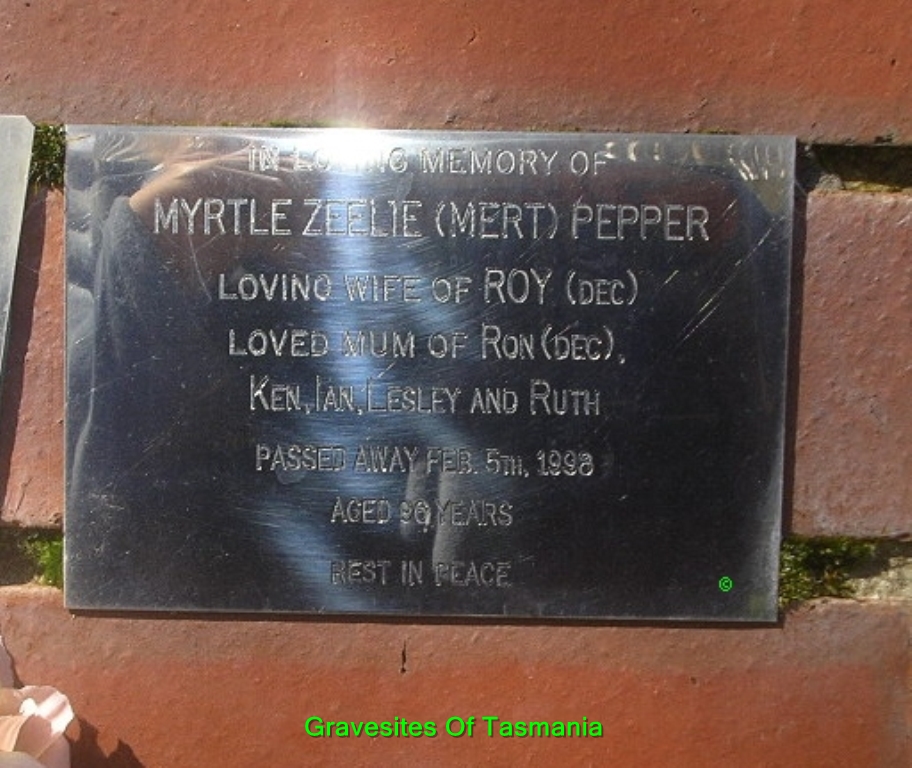 IN LOVING MEMORY OF
MYRTLE ZEELIE (MERT) PEPPER
LOVING WIFE OF ROY (DEC)
LOVED MUM OF RON (DEC),
KEN, IAN, LESLEY AND RUTH
PASSED AWAY FEB. 5TH, 1998
AGED 96 YEARS
REST IN PEACE
©
Gravesites Of Tasmania